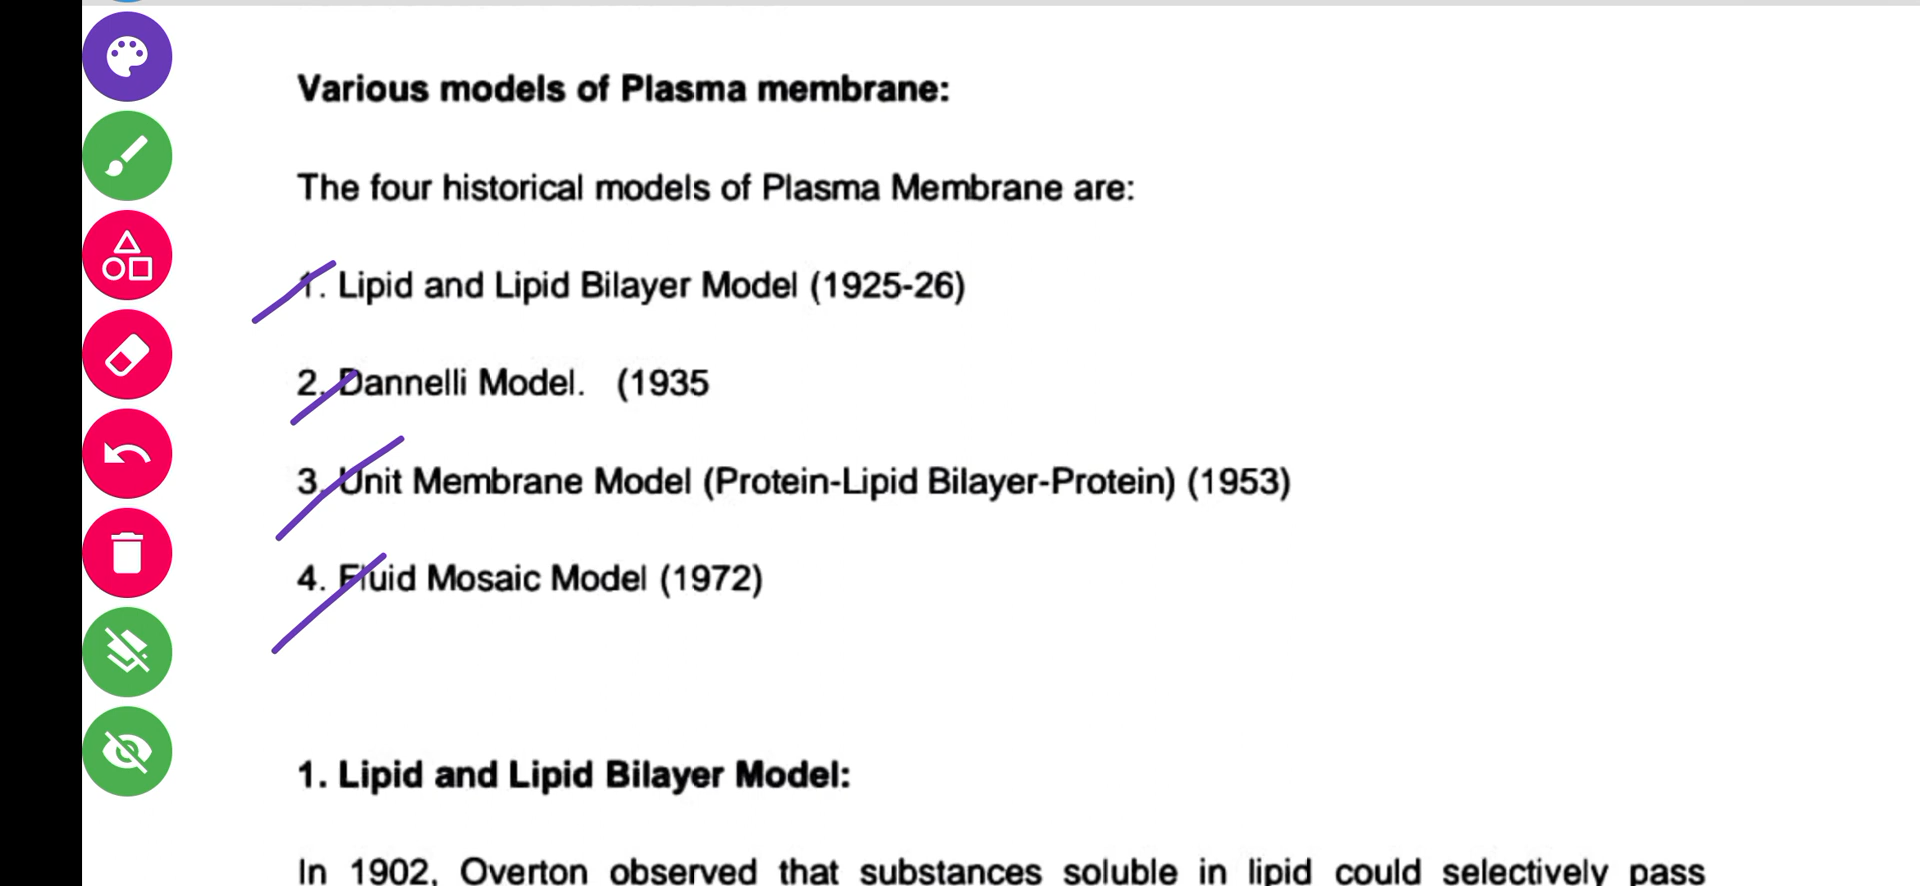 Various models of Plasma membrane:
The four historical models of Plasma Membrane are:
1. Lipid and Lipid Bilayer Model (1925-26)
2. Dannelli Model. (1935
3. Unit Membrane Model (Protein-Lipid Bilayer-Protein) (1953)
4. Fluid Mosaic Model (1972)
1. Lipid and Lipid Bilayer Model:
In 1902, Overton observed that substances soluble in lipid could selectively pass